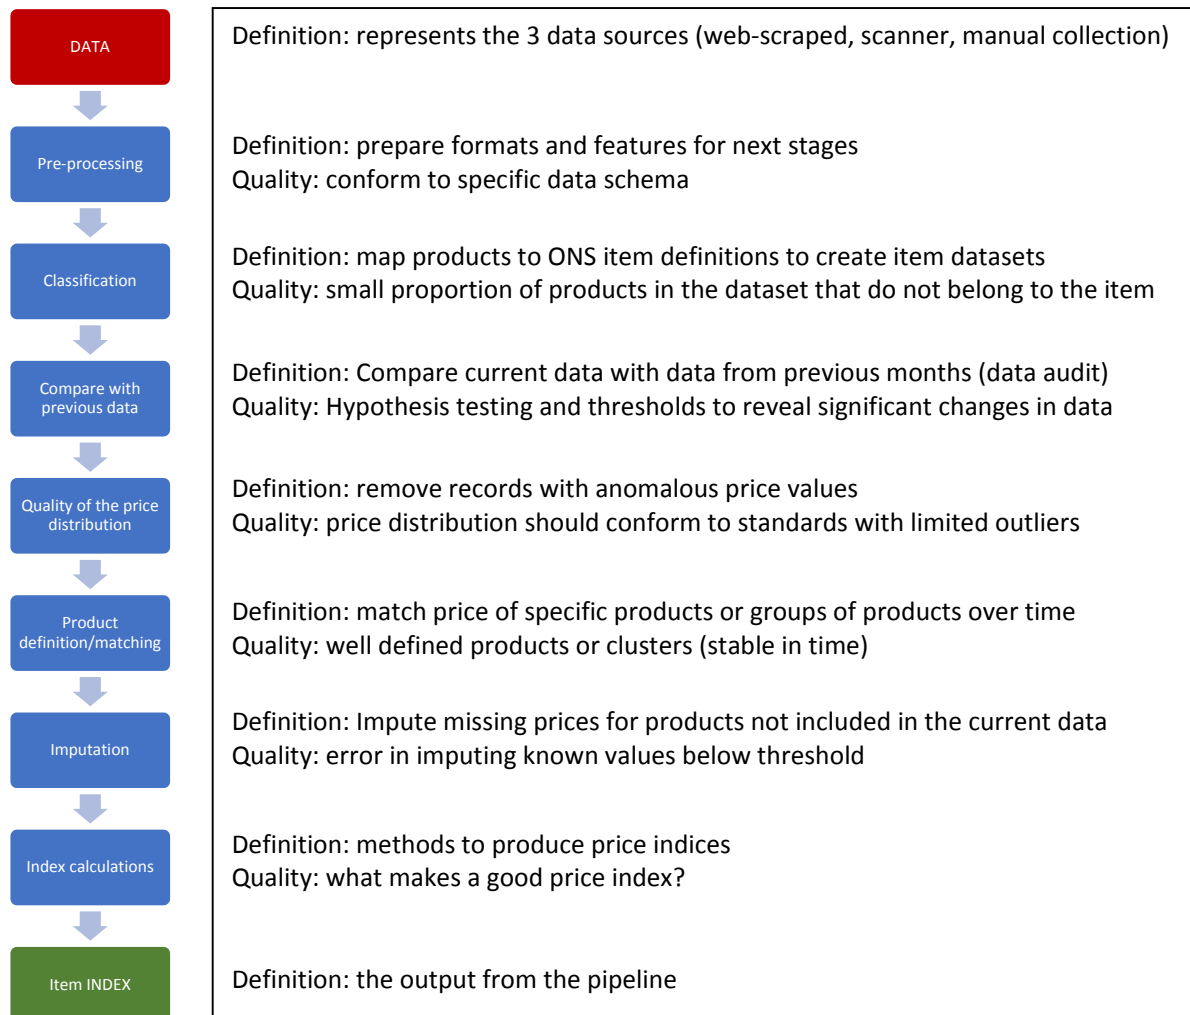 DATA
Definition: represents the 3 data sources (web-scraped, scanner, manual collection)
Pre-processing
Definition: prepare formats and features for next stages
Quality: conform to specific data schema
Classification
Definition: map products to ONS item definitions to create item datasets
Quality: small proportion of products in the dataset that do not belong to the item
Compare with
previous data
Definition: Compare current data with data from previous months (data audit)
Quality: Hypothesis testing and thresholds to reveal significant changes in data
Quality of the price
distribution
Definition: remove records with anomalous price values
Quality: price distribution should conform to standards with limited outliers
Product
definition/matching
Definition: match price of specific products or groups of products over time
Quality: well defined products or clusters (stable in time)
Imputation
Definition: Impute missing prices for products not included in the current data
Quality: error in imputing known values below threshold
Index calculations
Definition: methods to produce price indices
Quality: what makes a good price index?
Item INDEX
Definition: the output from the pipeline